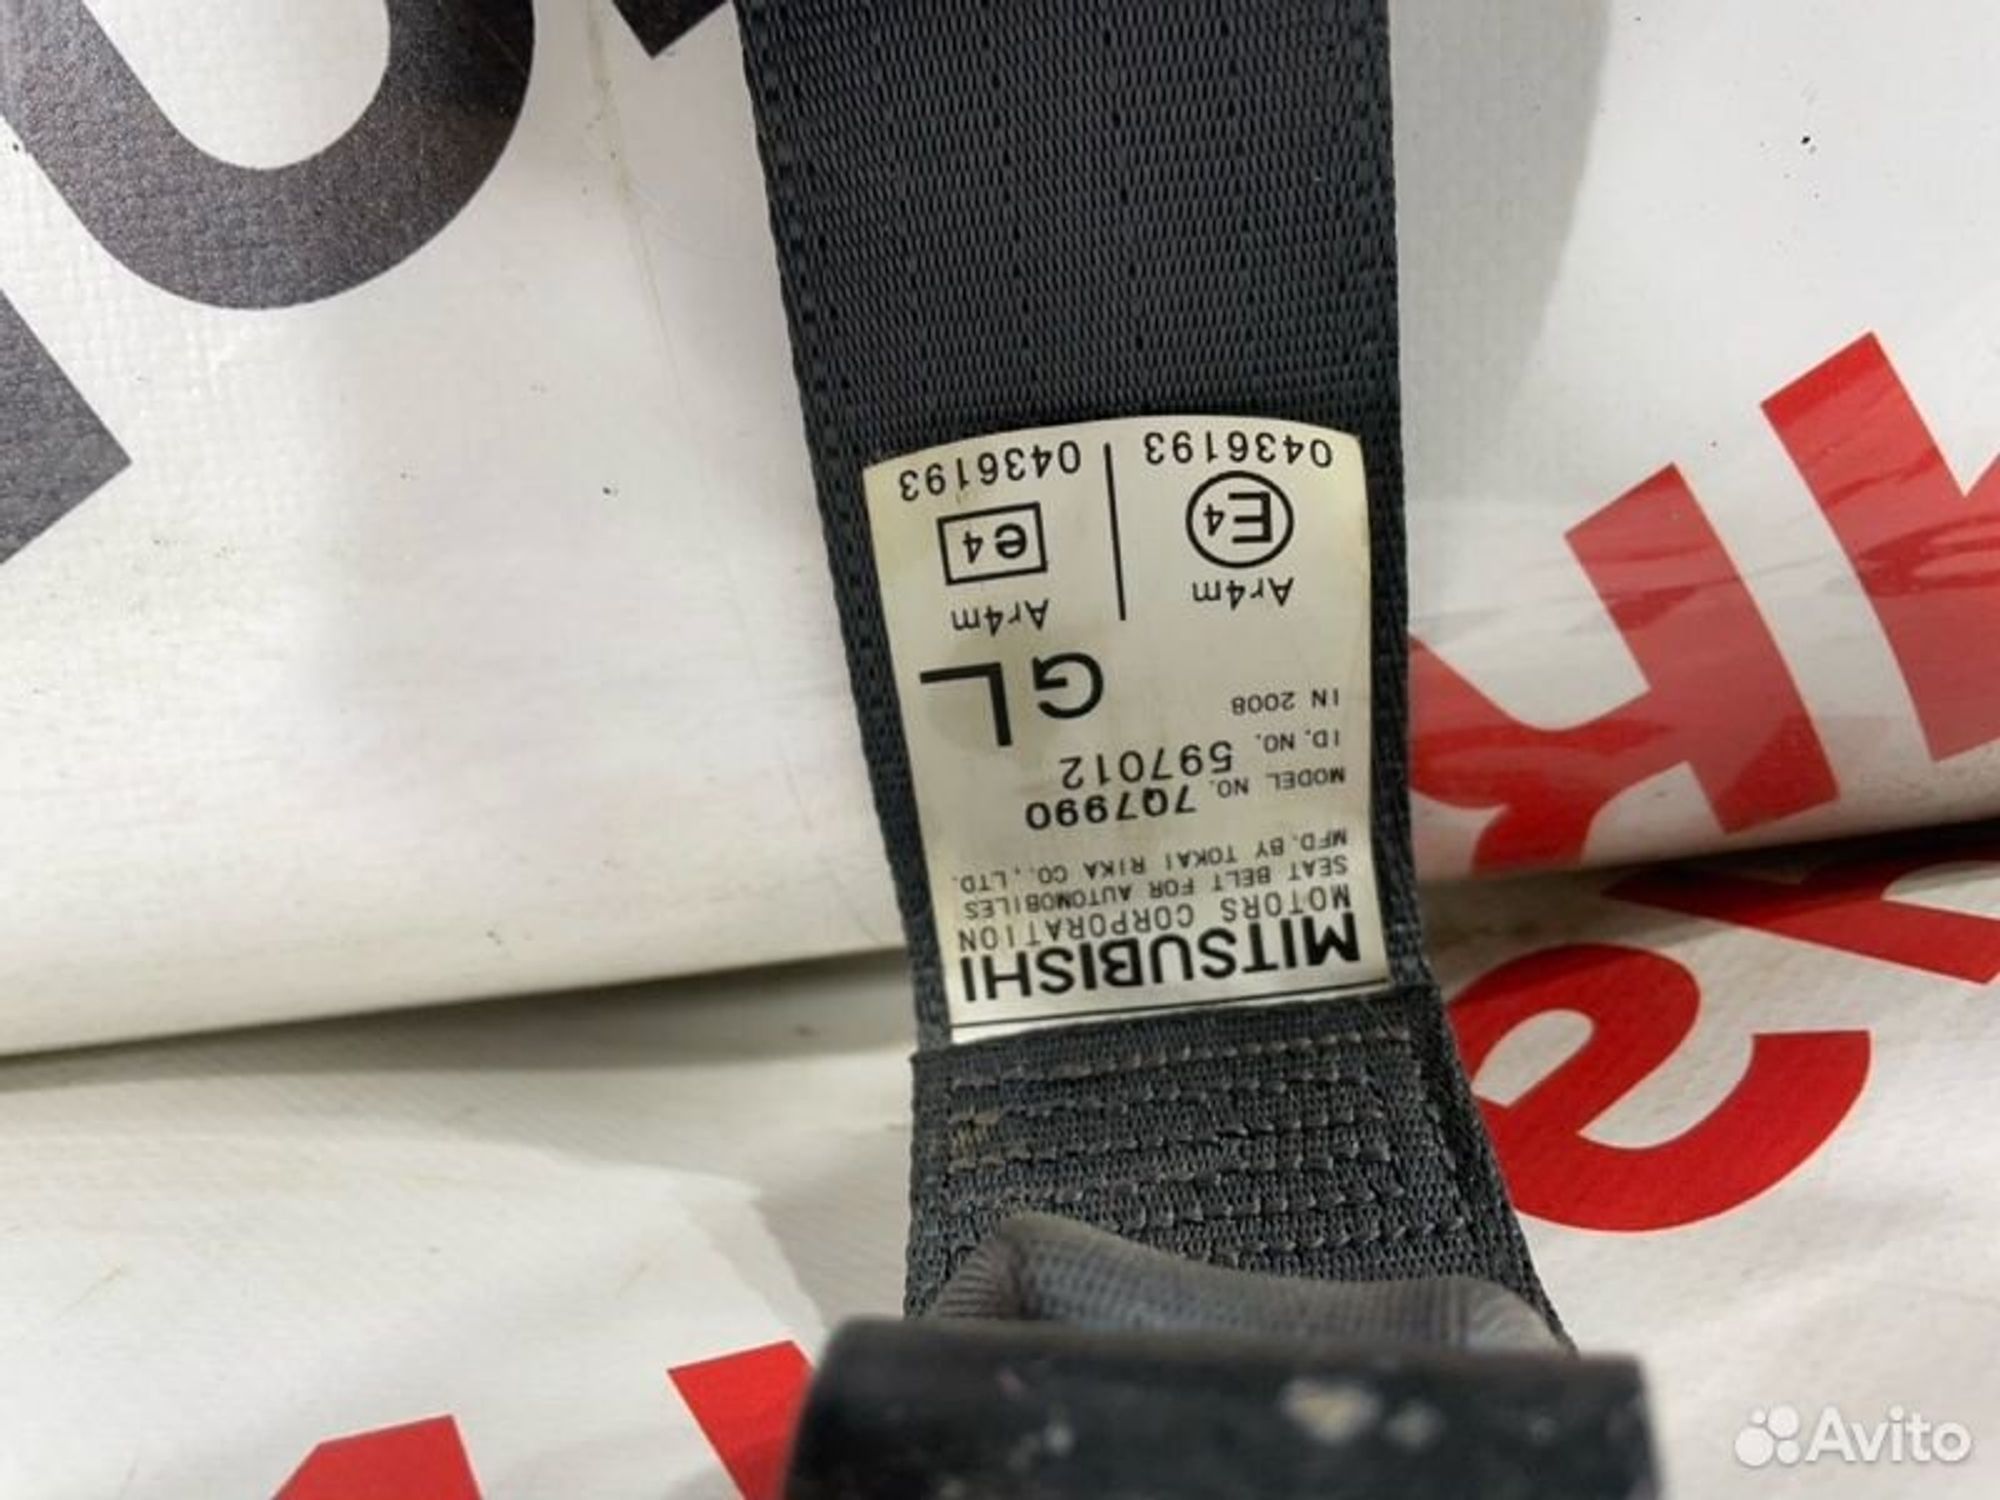 MITSUBISHI
MOTORS CORPORATION
SEAT BELT FOR AUTOMOBILES
MFD. BY TOKAI RIKA CO., LTD.
MODEL NO. 7Q7990
ID. NO. 597012
IN 2008
GL
Ar4m Ar4m
E4 e4
0436193 0436193
Avito